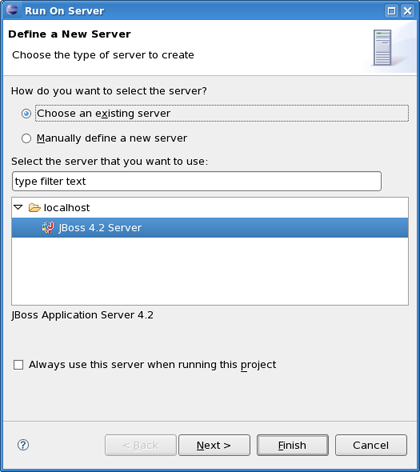 Run On Server
Define a New Server
Choose the type of server to create
How do you want to select the server?
Choose an existing server
Manually define a new server
Select the server that you want to use:
type filter text
localhost
JBoss 4.2 Server
JBoss Application Server 4.2
Always use this server when running this project
?
< Back
Next >
Finish
Cancel